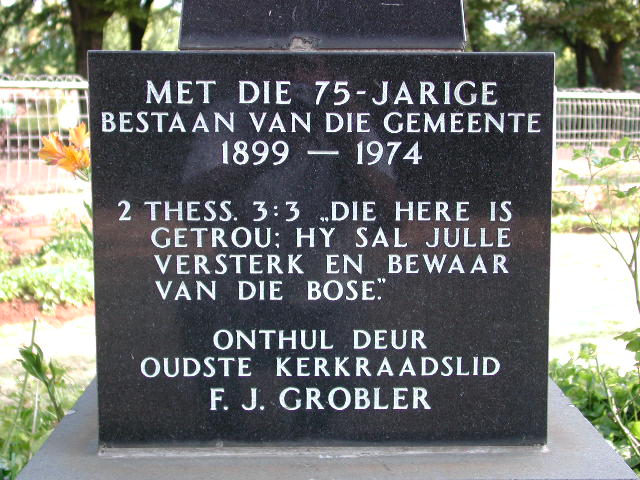 MET DIE 75-JARIGE
BESTAAN VAN DIE GEMEENTE
1899 — 1974
2 THESS. 3:3 „DIE HERE IS
GETROU; HY SAL JULLE
VERSTERK EN BEWAAR
VAN DIE BOSE."
ONTHUL DEUR
OUDSTE KERKRAADSLID
F. J. GROBLER